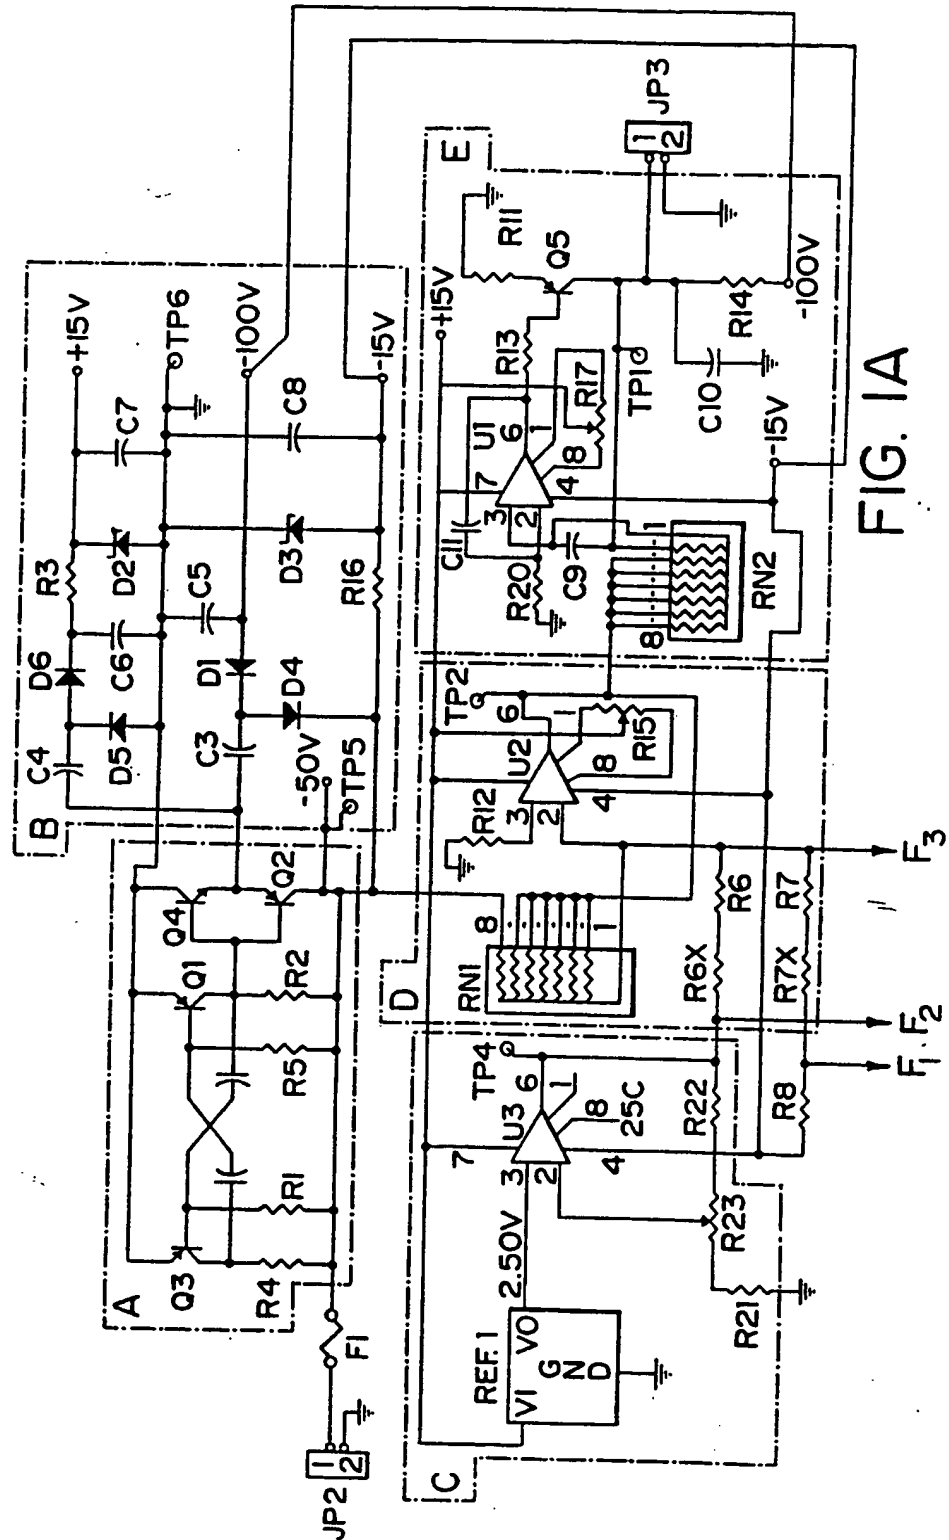 A
Q3
Q1
Q4
Q2
R4
R1
R5
R2
JP2
1
2
F1
B
C4
D6
R3
+15V
D5
C6
D2
C7
TP6
C3
D1
C5
-100V
D4
D3
C8
-50V
TP5
R16
-15V
C
REF.1
VI
VO
GND
2.50V
7
3
2
U3
6
TP4
1
8
4
25C
R22
R23
R21
R8
D
RN1
8
1
R12
3
2
U2
6
TP2
1
8
4
R15
R6X
R6
R7X
R7
F1
F2
F3
E
+15V
C11
7
3
2
U1
6
1
8
4
R13
R17
R11
Q5
R20
C9
8
1
RN2
TP1
C10
R14
-100V
-15V
JP3
1
2
FIG. 1A